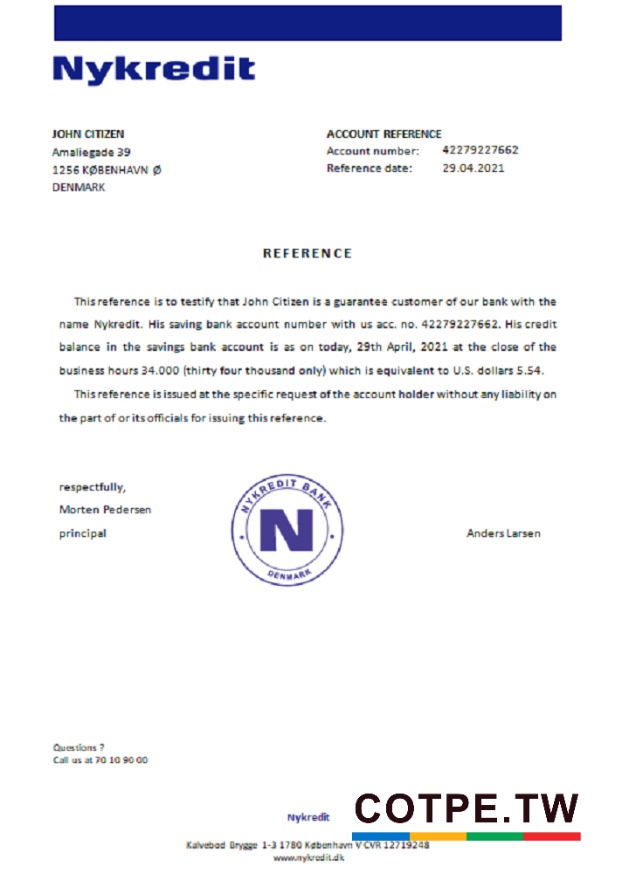 Nykredit
JOHN CITIZEN
Amaliegade 39
1256 KØBENHAVN Ø
DENMARK
ACCOUNT REFERENCE
Account number: 42279227662
Reference date: 29.04.2021
REFERENCE
This reference is to testify that John Citizen is a guarantee customer of our bank with the
name Nykredit. His saving bank account number with us acc. no. 42279227662. His credit
balance in the savings bank account is as on today, 29th April, 2021 at the close of the
business hours 34.000 (thirty four thousand only) which is equivalent to U.S. dollars 5.54.
This reference is issued at the specific request of the account holder without any liability on
the part of or its officials for issuing this reference.
respectfully,
Morten Pedersen
principal
NYKREDIT BANK
N
DENMARK
Anders Larsen
Questions ?
Call us at 70 10 90 00
Nykredit
COTPE.TW
Kalvebod Brygge 1-3 1780 København V CVR 12719248
www.nykredit.dk